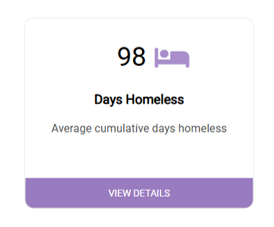 98
Days Homeless
Average cumulative days homeless
VIEW DETAILS